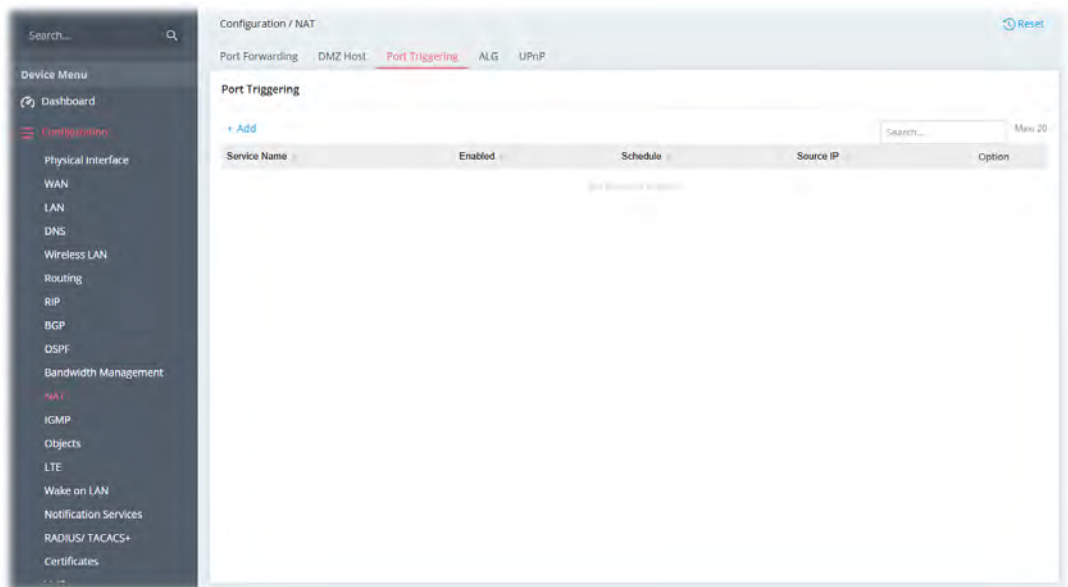 Search...
Device Menu
Dashboard
Configuration
Physical Interface
WAN
LAN
DNS
Wireless LAN
Routing
RIP
BGP
OSPF
Bandwidth Management
NAT
IGMP
Objects
LTE
Wake on LAN
Notification Services
RADIUS/ TACACS+
Certificates
Configuration / NAT
Reset
Port Forwarding DMZ Host Port Triggering ALG UPnP
Port Triggering
+ Add
Search... Max: 20
Service Name Enabled Schedule Source IP Option